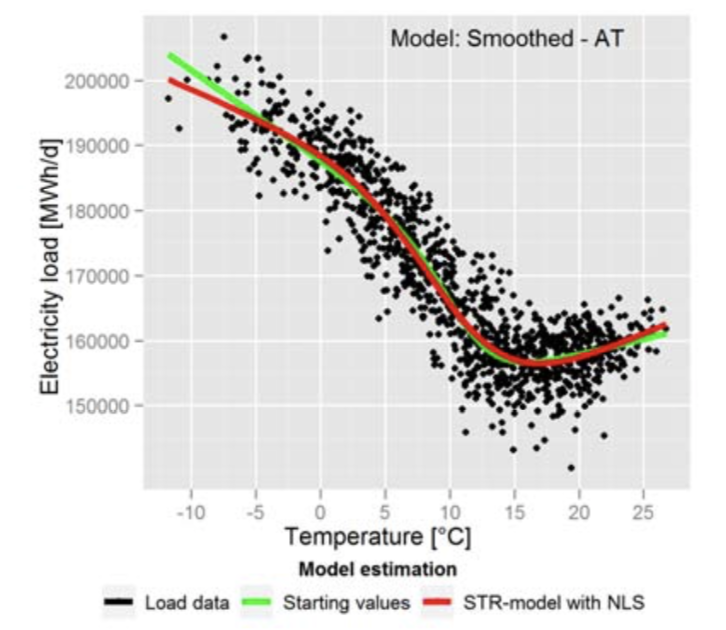 Model: Smoothed - AT
Electricity load [MWh/d]
200000
190000
180000
170000
160000
150000
-10 -5 0 5 10 15 20 25
Temperature [°C]
Model estimation
Load data Starting values STR-model with NLS